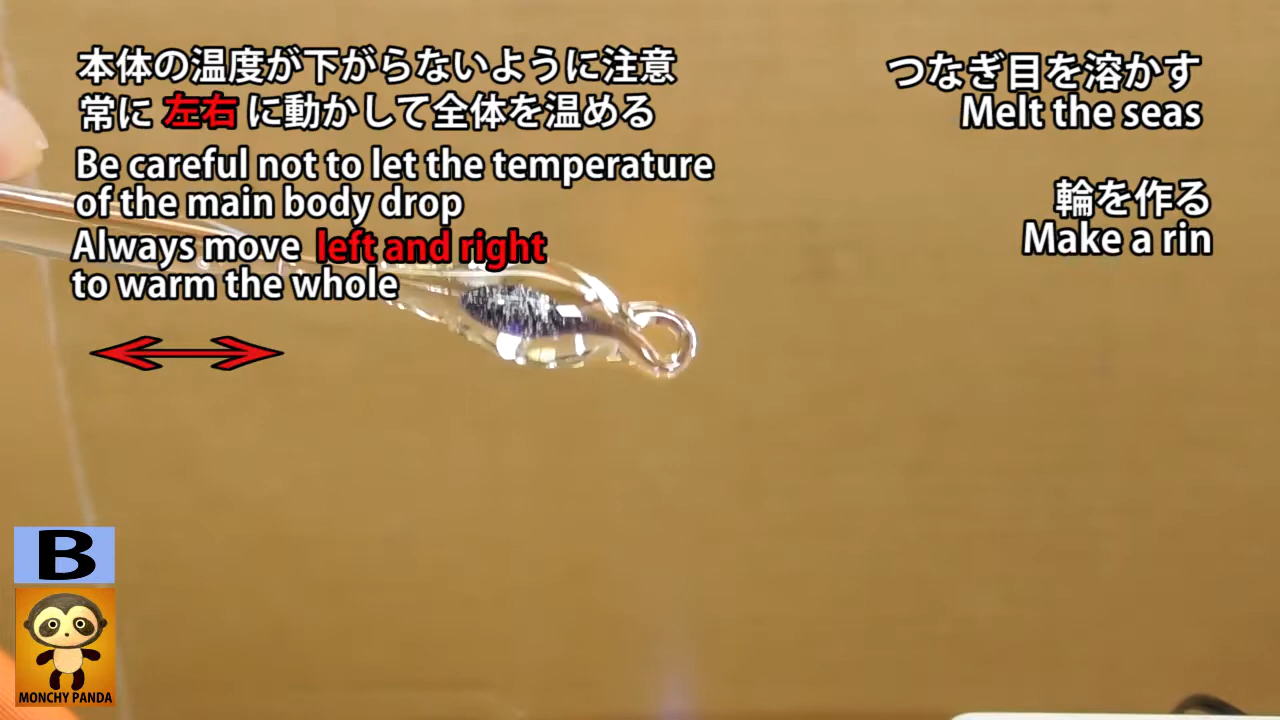 本体の温度が下がらないように注意
常に 左右 に動かして全体を温める
Be careful not to let the temperature
of the main body drop
Always move left and right
to warm the whole
つなぎ目を溶かす
Melt the seas
輪を作る
Make a rin
B
MONCHY PANDA